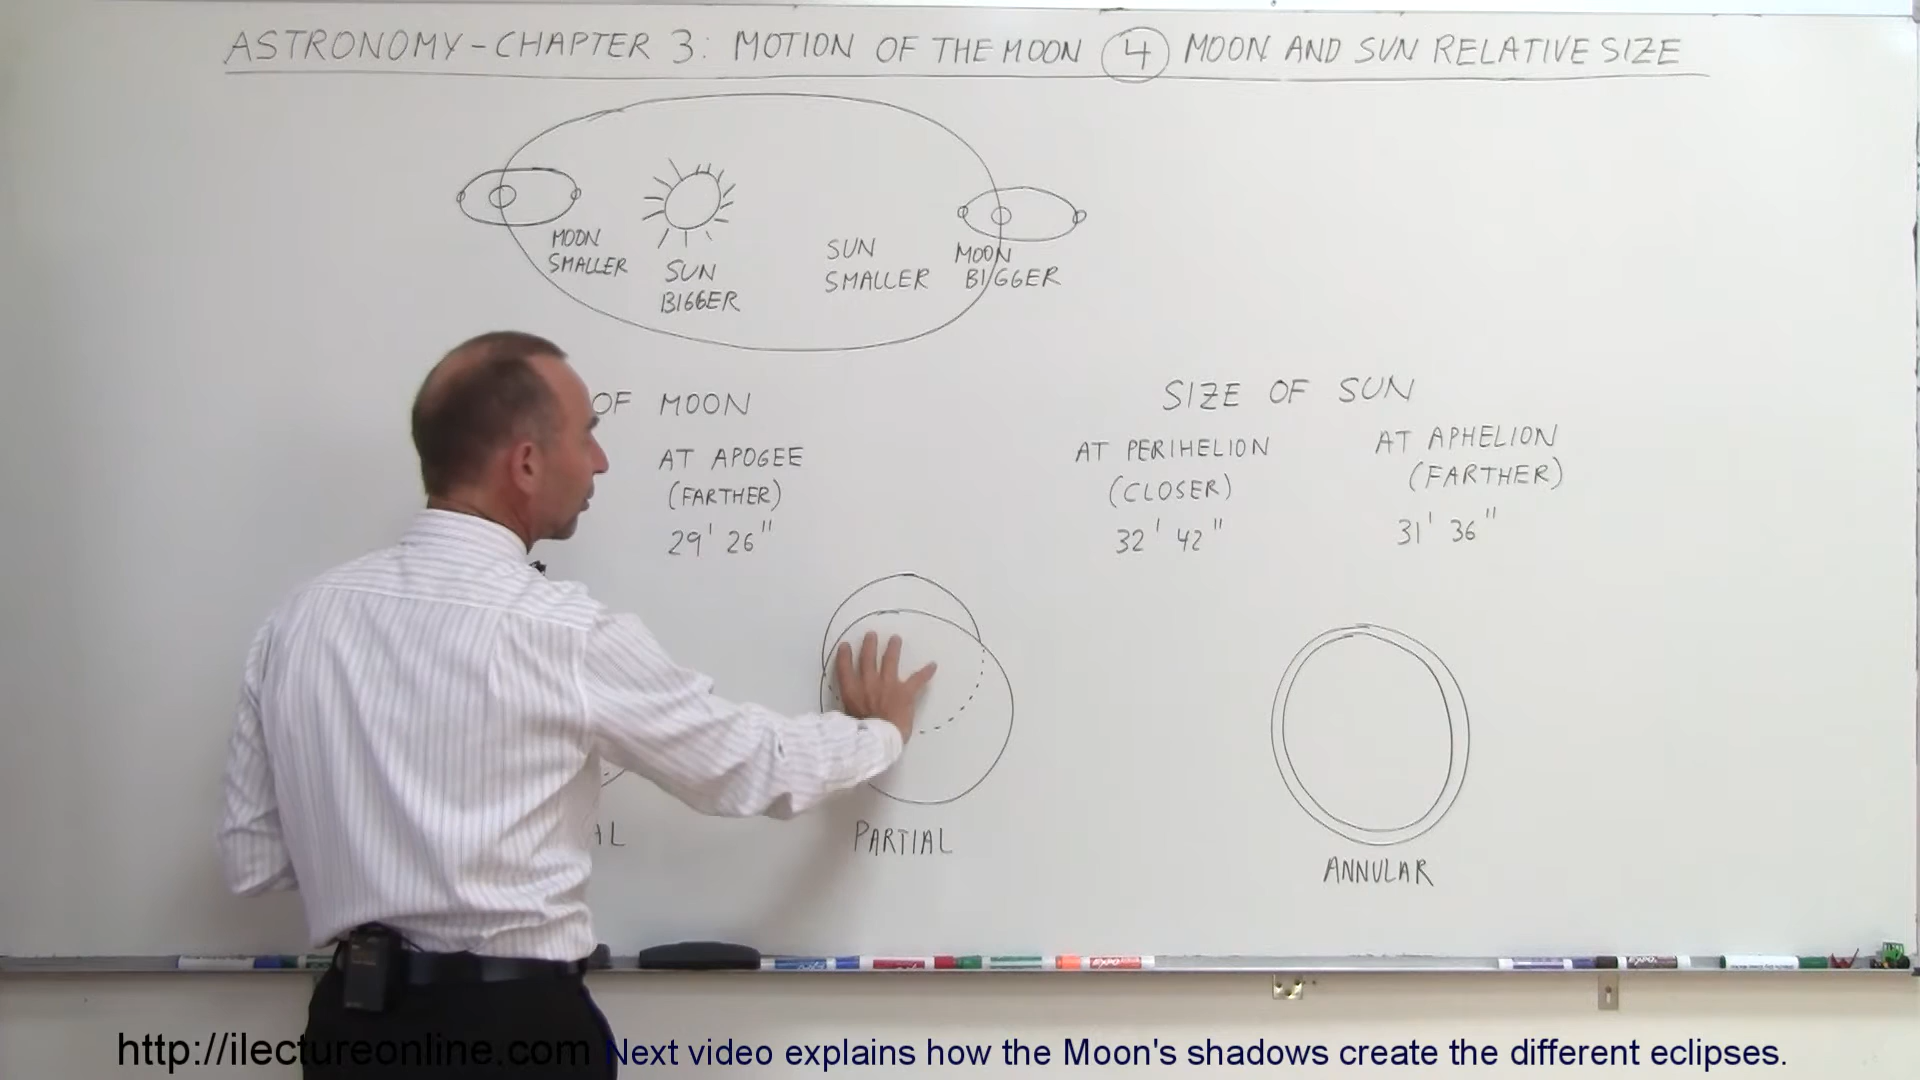 ASTRONOMY-CHAPTER 3: MOTION OF THE MOON 4 MOON AND SUN RELATIVE SIZE
MOON
SMALLER
SUN
BIGGER
SUN
SMALLER
MOON
BIGGER
OF MOON
AT APOGEE
(FARTHER)
29' 26"
SIZE OF SUN
AT PERIHELION
(CLOSER)
32' 42"
AT APHELION
(FARTHER)
31' 36"
AL
PARTIAL
ANNULAR
http://ilectureonline.com Next video explains how the Moon's shadows create the different eclipses.